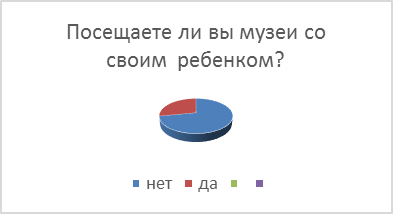 Посещаете ли вы музеи со
своим ребенком?
нет да